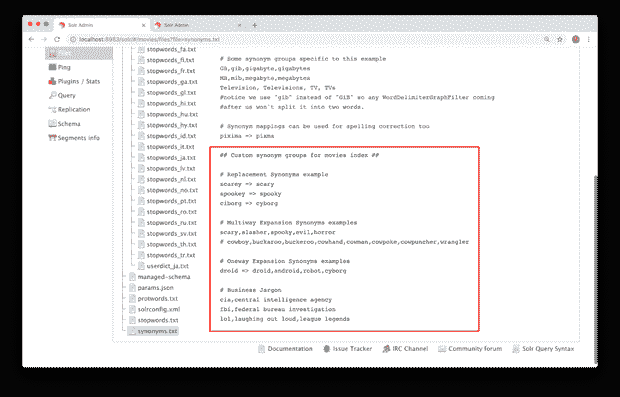 Solr Admin
Solr Admin
localhost:8983/solr/#/movies/files?file=synonyms.txt
Files
Ping
Plugins / Stats
Query
Replication
Schema
Segments info
stopwords_fa.txt
stopwords_fi.txt
stopwords_fr.txt
stopwords_ga.txt
stopwords_gl.txt
stopwords_hi.txt
stopwords_hu.txt
stopwords_hy.txt
stopwords_id.txt
stopwords_it.txt
stopwords_ja.txt
stopwords_lv.txt
stopwords_nl.txt
stopwords_no.txt
stopwords_pt.txt
stopwords_ro.txt
stopwords_ru.txt
stopwords_sv.txt
stopwords_th.txt
stopwords_tr.txt
userdict_ja.txt
managed-schema
params.json
protwords.txt
solrconfig.xml
stopwords.txt
synonyms.txt
# Some synonym groups specific to this example
GB,gib,gigabyte,gigabytes
MB,mib,megabyte,megabytes
Television, Televisions, TV, TVs
#notice we use "gib" instead of "GiB" so any WordDelimiterGraphFilter coming
#after us won't split it into two words.
# Synonym mappings can be used for spelling correction too
pixima => pixma
## Custom synonym groups for movies index ##
# Replacement Synonyms example
scarey => scary
spookey => spooky
ciborg => cyborg
# Multiway Expansion Synonyms examples
scary,slasher,spooky,evil,horror
# cowboy,buckaroo,buckeroo,cowhand,cowman,cowpoke,cowpuncher,wrangler
# Oneway Expansion Synonyms examples
droid => droid,android,robot,cyborg
# Business Jargon
cia,central intelligence agency
fbi,federal bureau investigation
lol,laughing out loud,league legends
Documentation
Issue Tracker
IRC Channel
Community forum
Solr Query Syntax